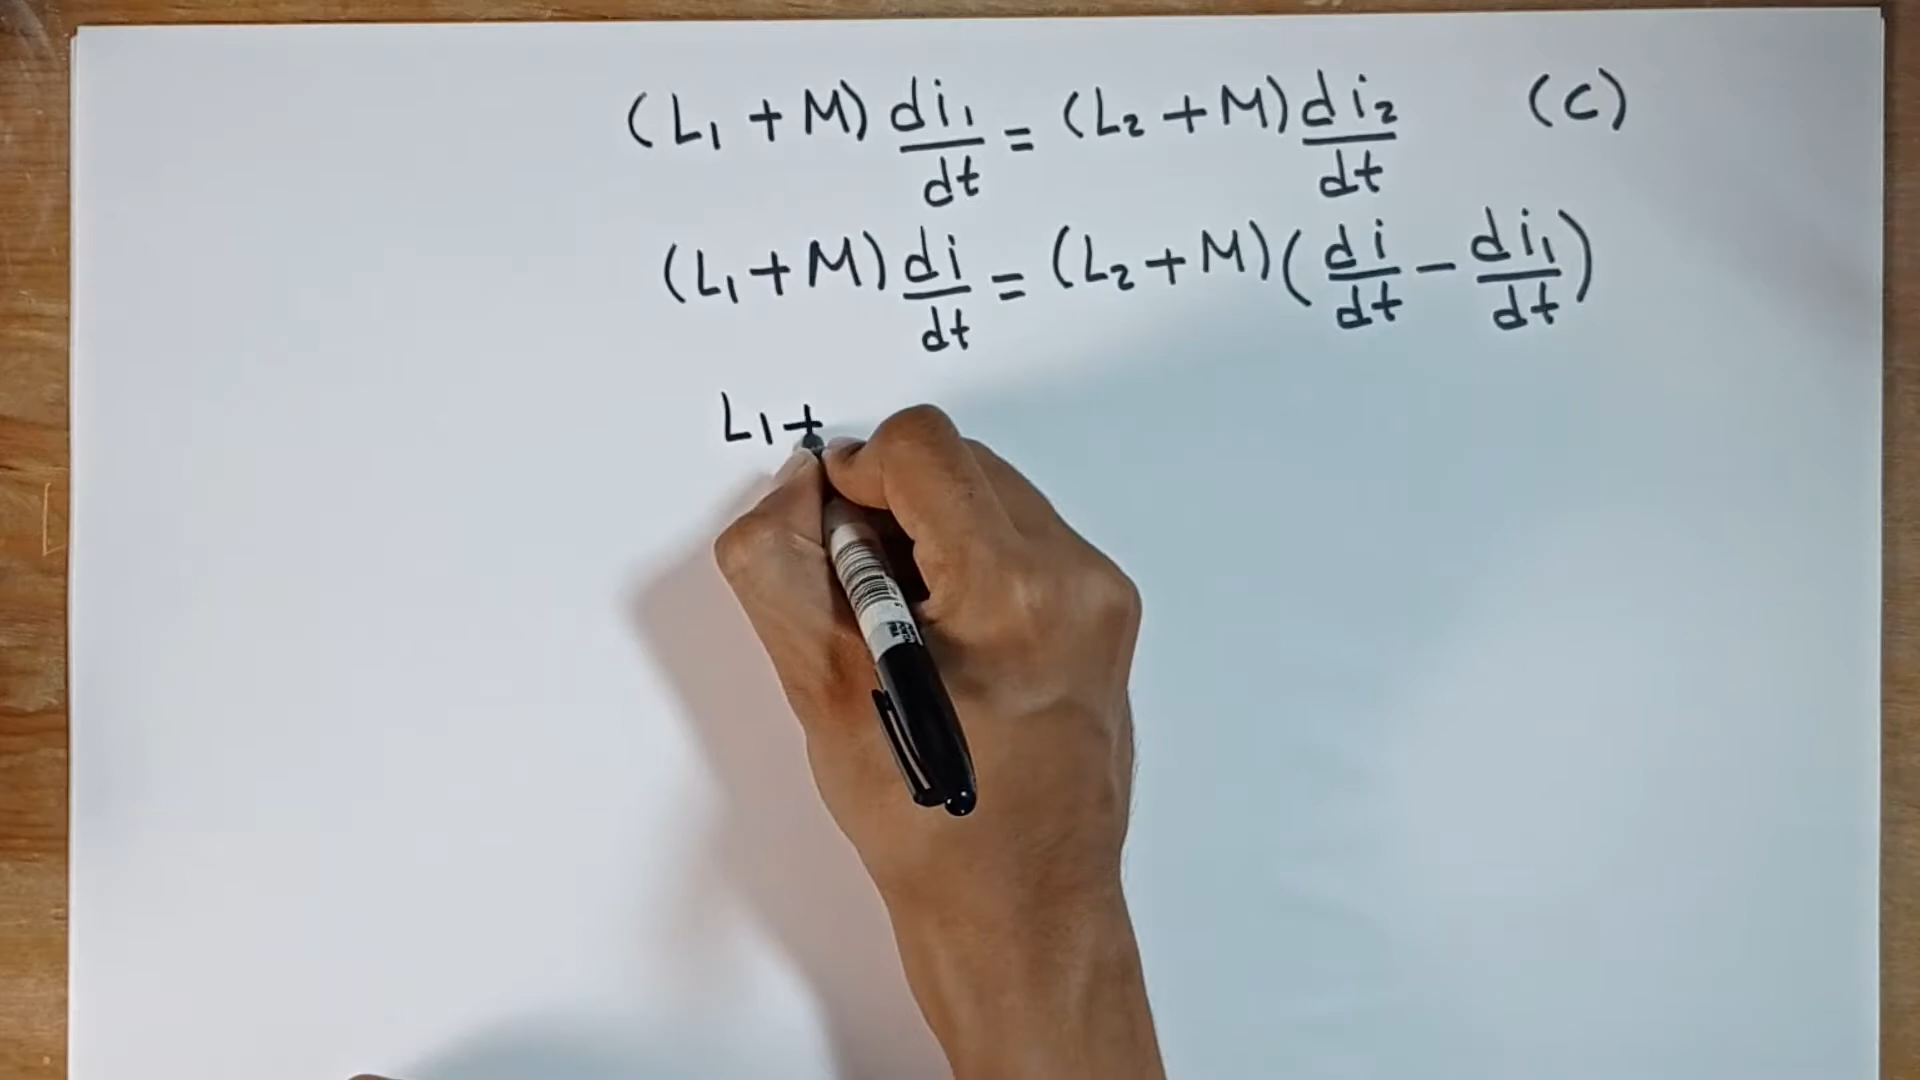 (L₁ + M) di₁/dt = (L₂ + M) di₂/dt (C)
(L₁ + M) di/dt = (L₂ + M)(di/dt − di₁/dt)
L₁ +